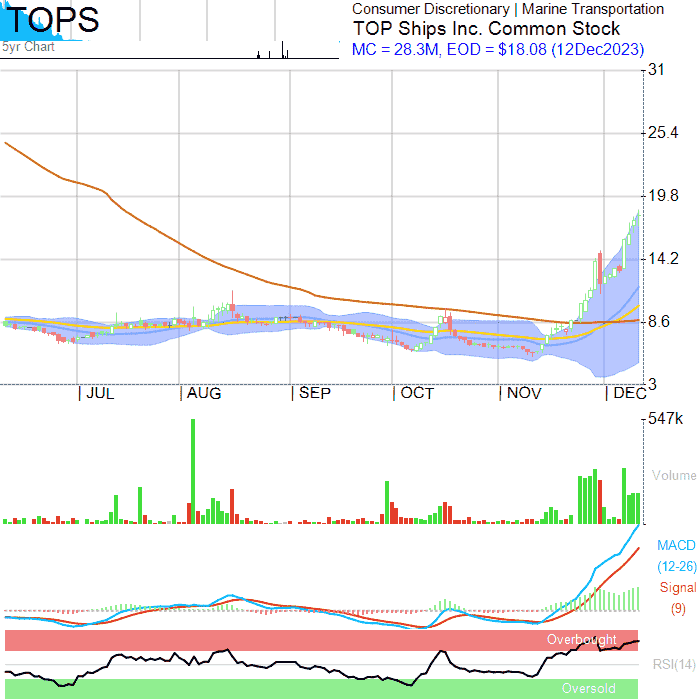 TOPS
Consumer Discretionary | Marine Transportation
TOP Ships Inc. Common Stock
MC = 28.3M, EOD = $18.08 (12Dec2023)
5yr Chart
31
25.4
19.8
14.2
8.6
3
JUL
AUG
SEP
OCT
NOV
DEC
547k
Volume
MACD
(12-26)
Signal
(9)
Overbought
RSI(14)
Oversold